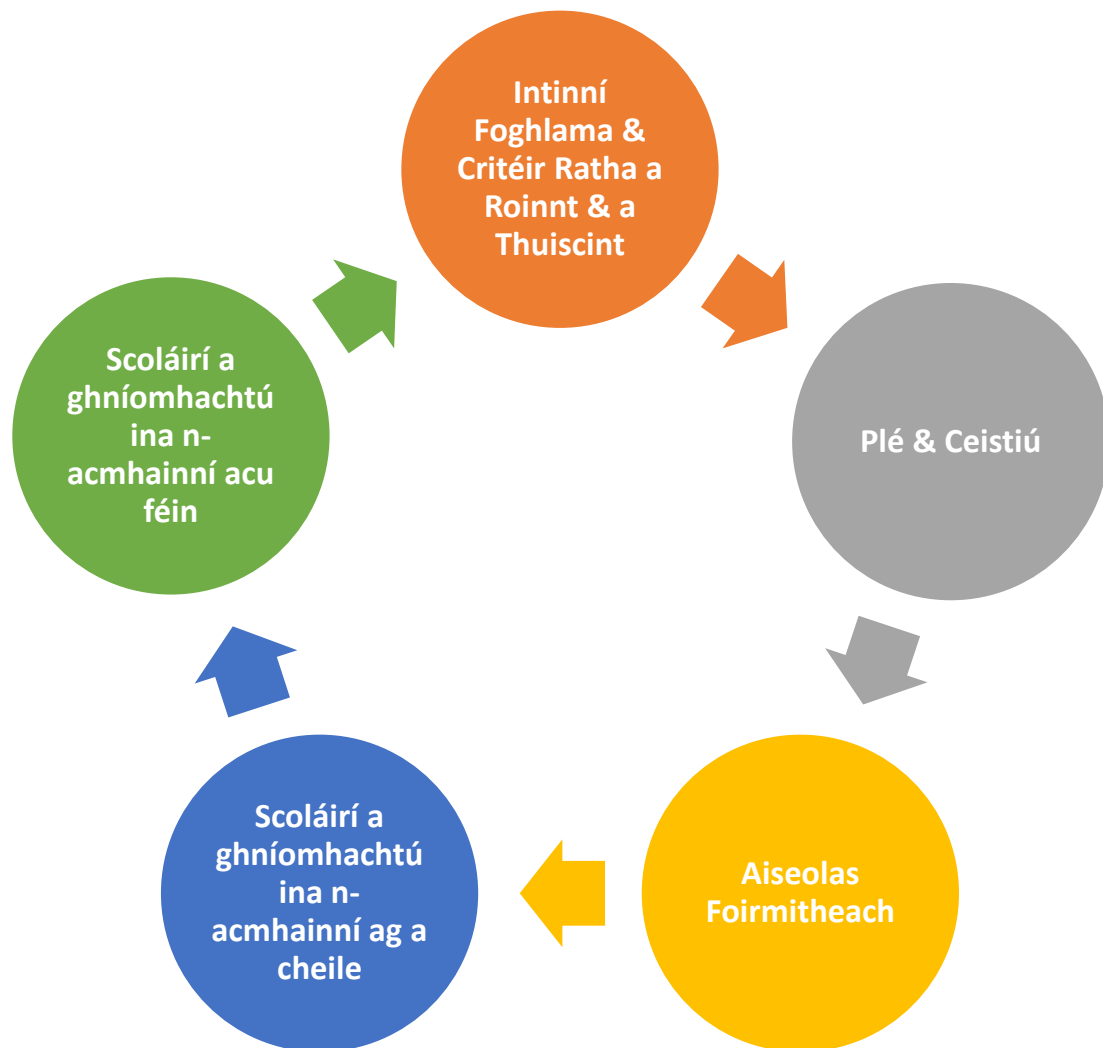 Intinní
Foghlama &
Critéir Ratha a
Roinnt & a
Thuiscint
Plé & Ceistiú
Aiseolas
Foirmitheach
Scoláirí a
ghníomhachtú
ina n-
acmhainní ag a
cheile
Scoláirí a
ghníomhachtú
ina n-
acmhainní acu
féin